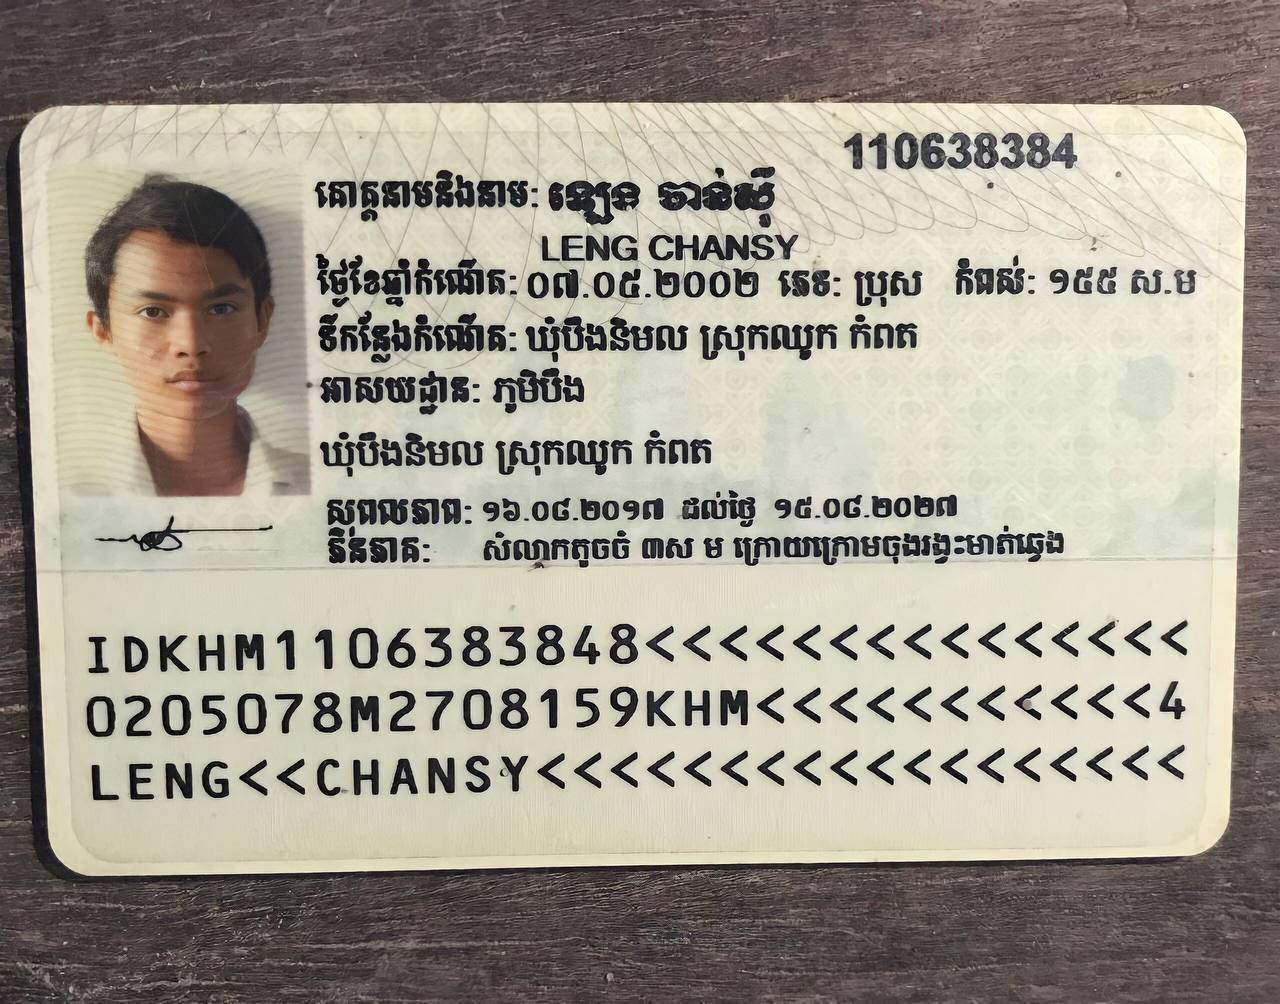 110638384
គោត្តនាមនិងនាម: ឡេង ចាន់ស៊ី
LENG CHANSY
ថ្ងៃខែឆ្នាំកំណើត: ០៧.០៥.២០០២ ភេទ: ប្រុស កំពស់: ១៥៥ ស.ម
ទីកន្លែងកំណើត: ឃុំបឹងនិមល ស្រុកឈូក កំពត
អាសយដ្ឋាន: ភូមិបឹង
ឃុំបឹងនិមល ស្រុកឈូក កំពត
សុពលភាព: ១៦.០៨.២០១៧ ដល់ថ្ងៃ ១៥.០៨.២០២៧
ភិនភាគ: សំលាកតូចចំ ៣ស ម ក្រោយក្រោមចុងរង្វះមាត់ឆ្វេង
IDKHM1106383848<<<<<<<<<<<<<<<
0205078M2708159KHM<<<<<<<<<<<4
LENG<<CHANSY<<<<<<<<<<<<<<<<<<